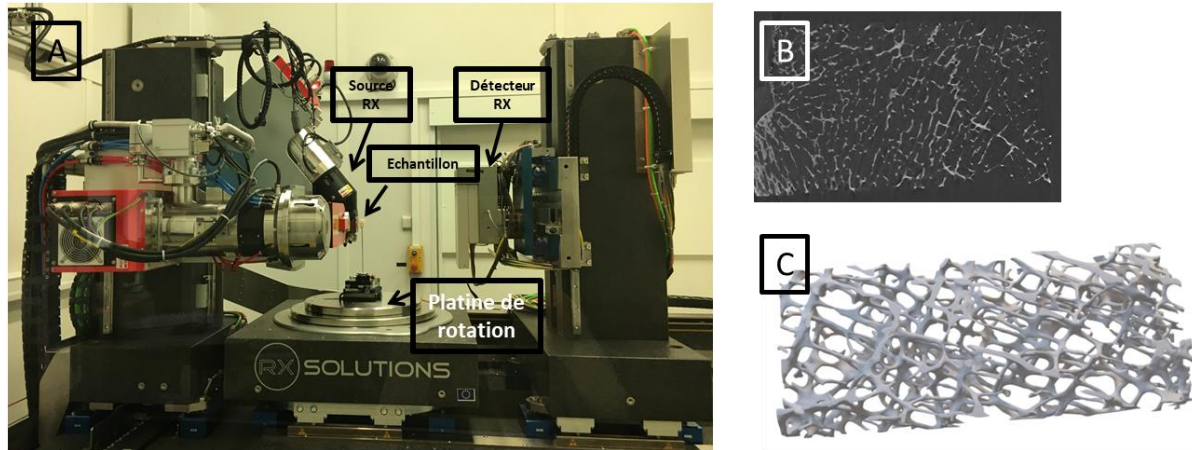 A
Source
RX
Détecteur
RX
Echantillon
Platine de
rotation
RX SOLUTIONS
B
C